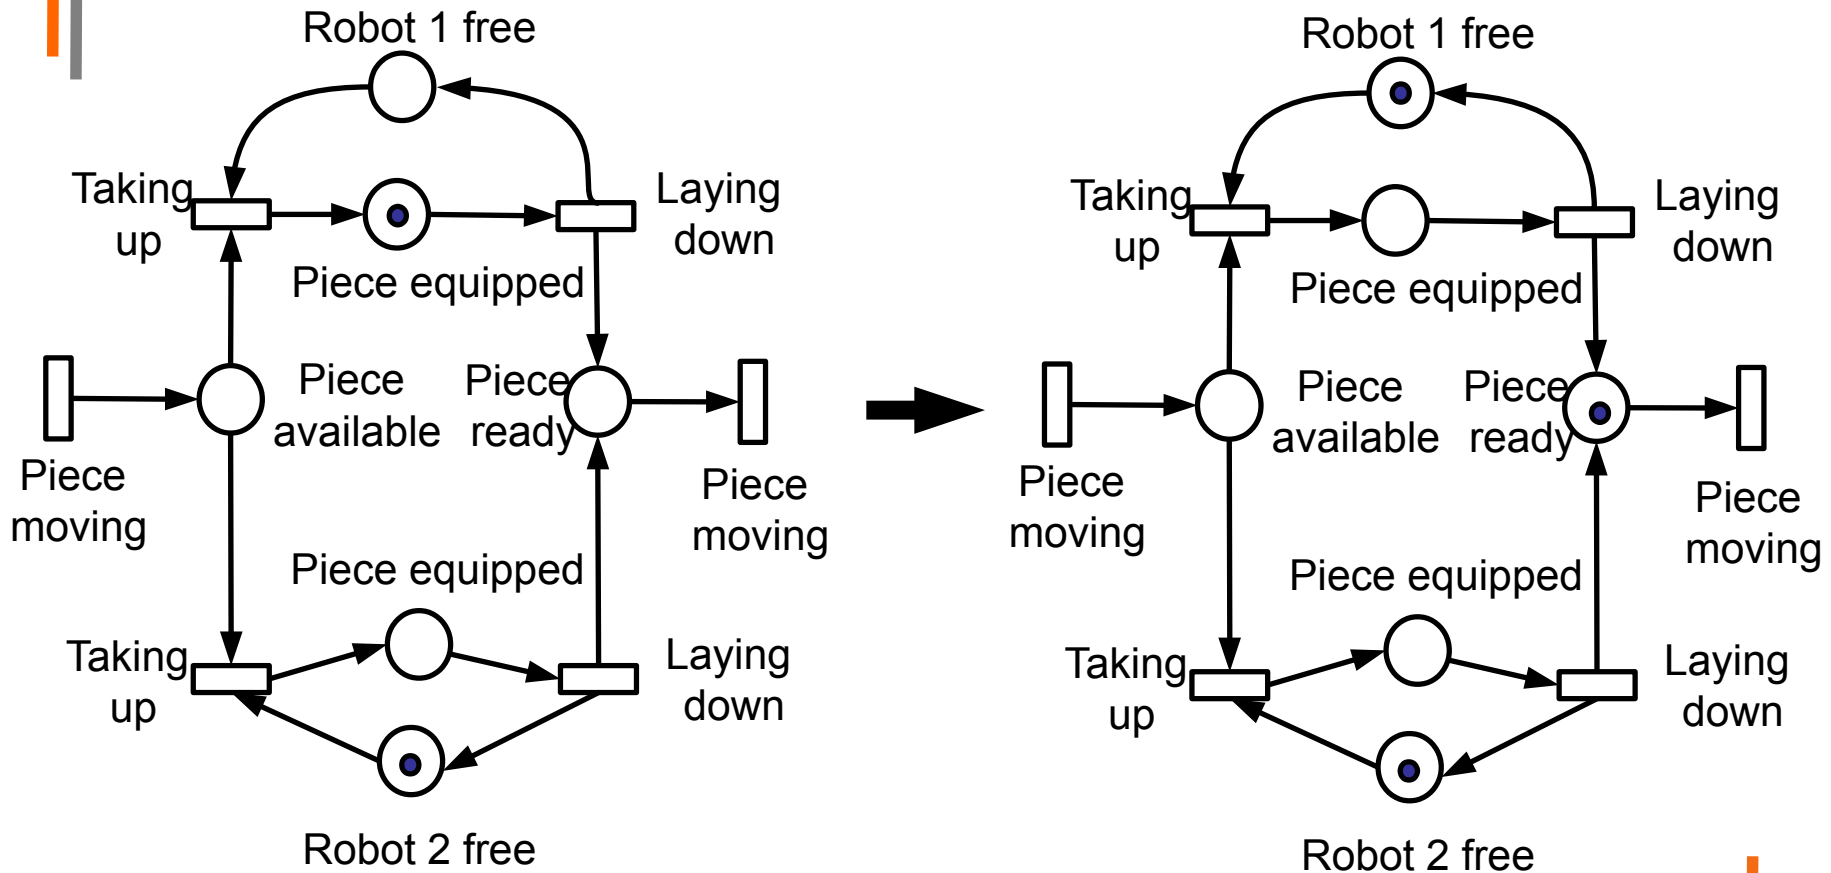 Robot 1 free
Taking
up
Laying
down
Piece equipped
Piece
available
Piece
ready
Piece
moving
Piece
moving
Piece equipped
Taking
up
Laying
down
Robot 2 free
Robot 1 free
Taking
up
Laying
down
Piece equipped
Piece
available
Piece
ready
Piece
moving
Piece
moving
Piece equipped
Taking
up
Laying
down
Robot 2 free